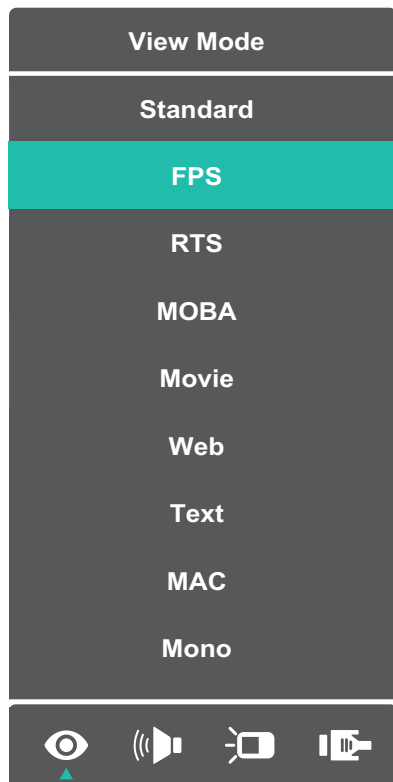 View Mode
Standard
FPS
RTS
MOBA
Movie
Web
Text
MAC
Mono